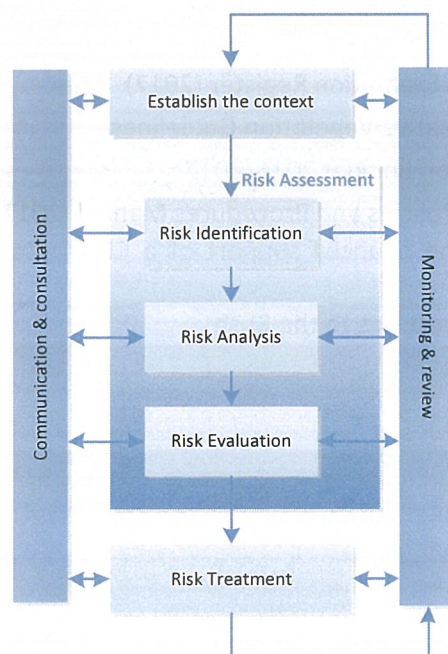 Establish the context
Risk Assessment
Risk Identification
Risk Analysis
Risk Evaluation
Risk Treatment
Communication & consultation
Monitoring & review